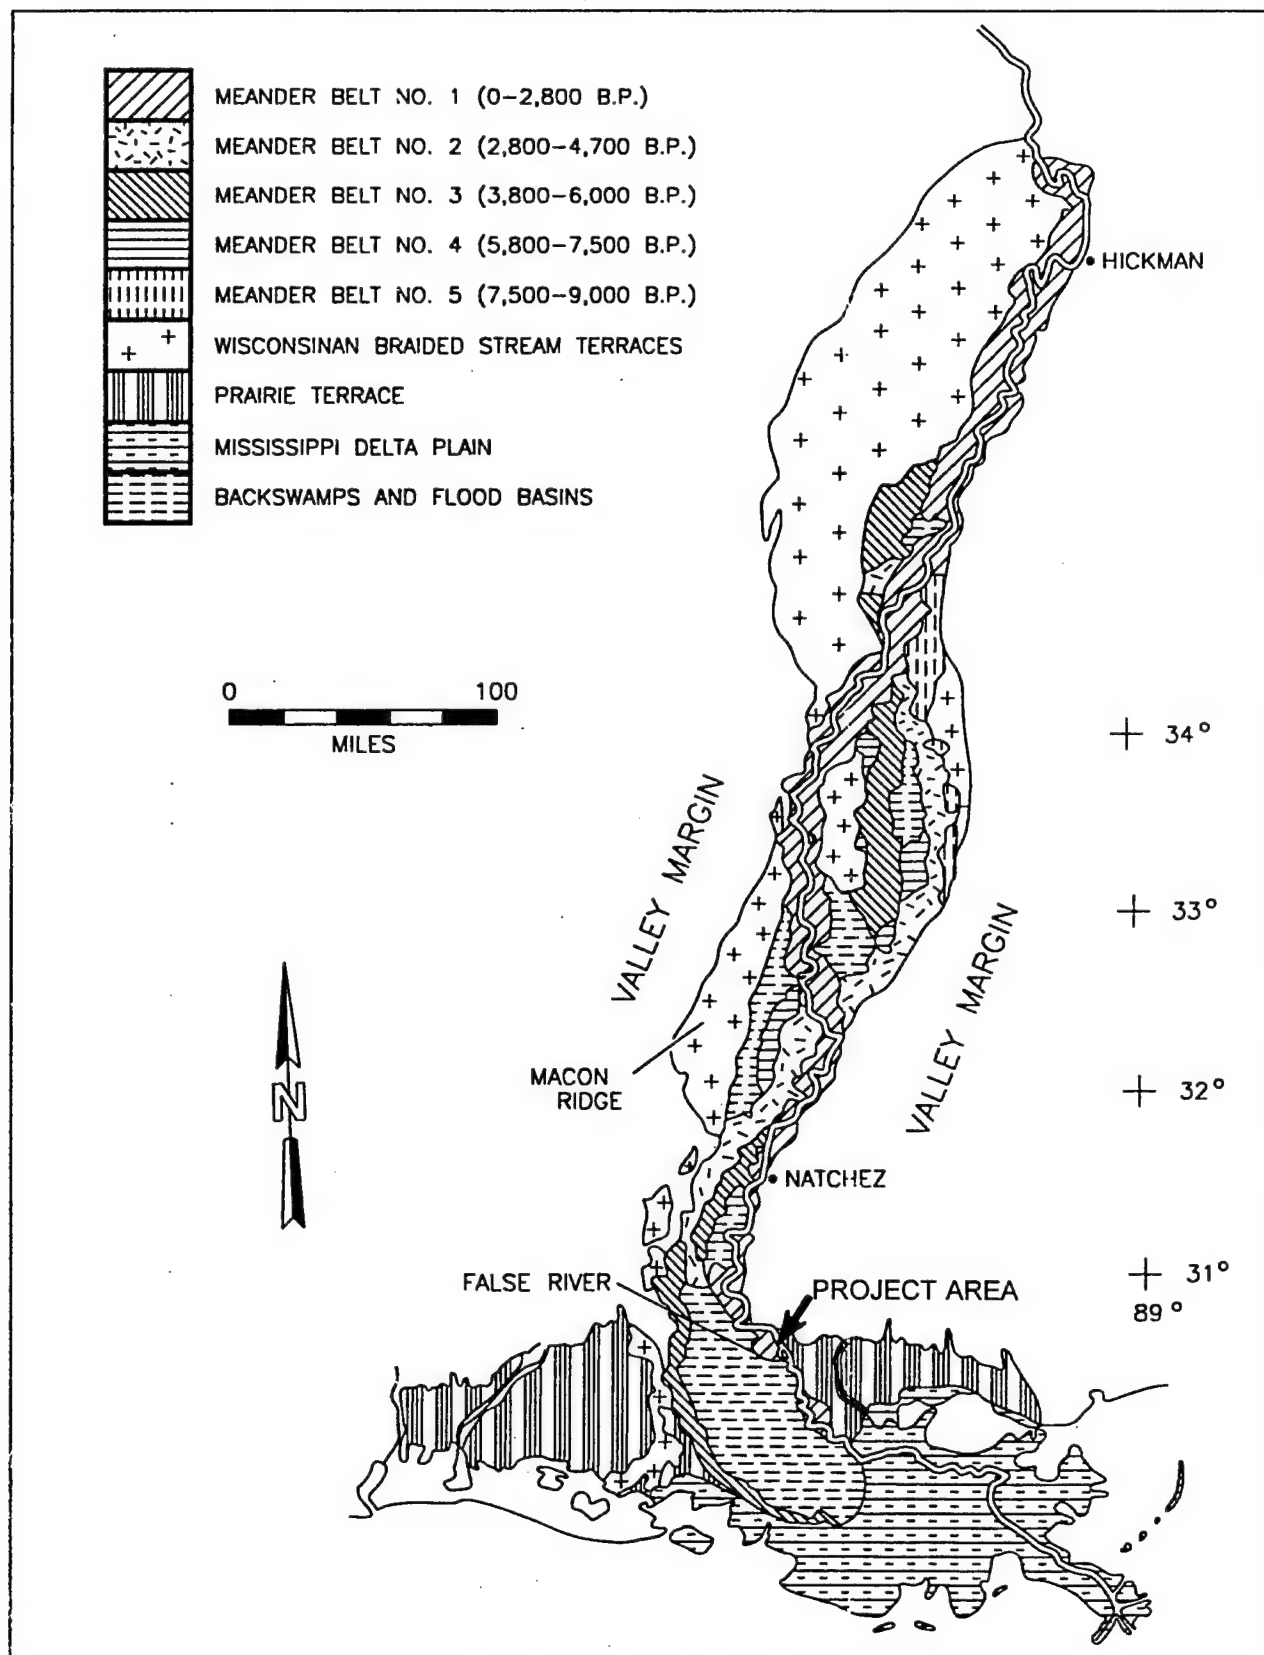 MEANDER BELT NO. 1 (0-2,800 B.P.)
MEANDER BELT NO. 2 (2,800-4,700 B.P.)
MEANDER BELT NO. 3 (3,800-6,000 B.P.)
MEANDER BELT NO. 4 (5,800-7,500 B.P.)
MEANDER BELT NO. 5 (7,500-9,000 B.P.)
WISCONSINAN BRAIDED STREAM TERRACES
PRAIRIE TERRACE
MISSISSIPPI DELTA PLAIN
BACKSWAMPS AND FLOOD BASINS
HICKMAN
0 100
MILES
34°
VALLEY MARGIN
33°
VALLEY MARGIN
N
MACON
RIDGE
32°
NATCHEZ
FALSE RIVER
PROJECT AREA
31°
89°